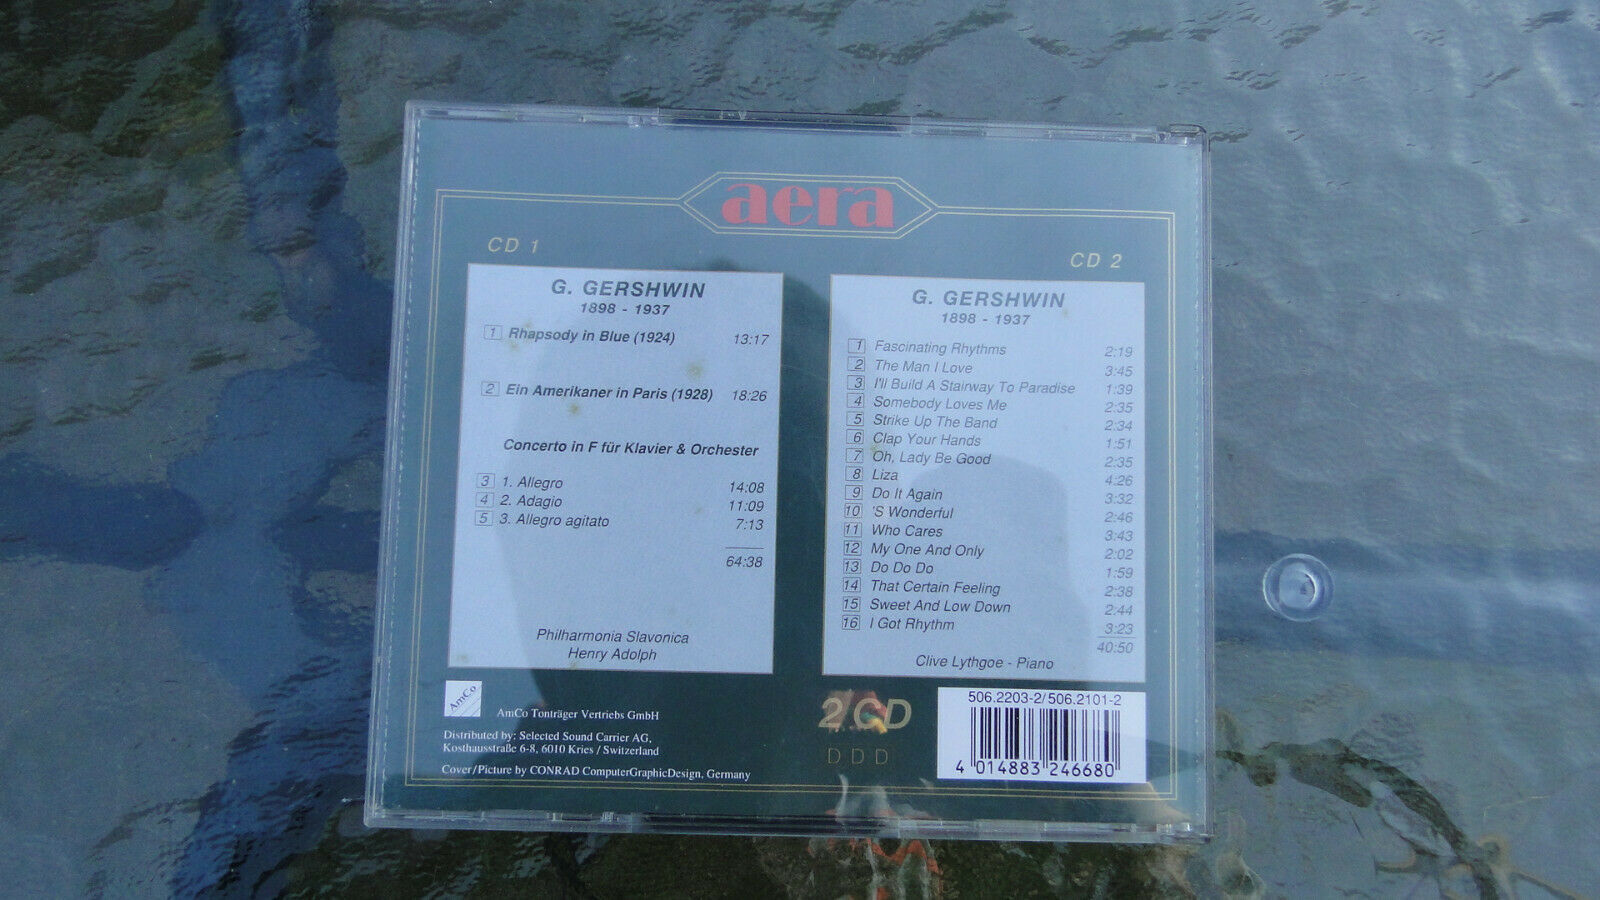 aera
CD 1
G. GERSHWIN
1898 - 1937
1 Rhapsody in Blue (1924) 13:17
2 Ein Amerikaner in Paris (1928) 18:26
Concerto in F für Klavier & Orchester
3 1. Allegro 14:08
4 2. Adagio 11:09
5 3. Allegro agitato 7:13
64:38
Philharmonia Slavonica
Henry Adolph
CD 2
G. GERSHWIN
1898 - 1937
1 Fascinating Rhythms 2:19
2 The Man I Love 3:45
3 I'll Build A Stairway To Paradise 1:39
4 Somebody Loves Me 2:35
5 Strike Up The Band 2:34
6 Clap Your Hands 1:51
7 Oh, Lady Be Good 2:35
8 Liza 4:26
9 Do It Again 3:32
10 'S Wonderful 2:46
11 Who Cares 3:43
12 My One And Only 2:02
13 Do Do Do 1:59
14 That Certain Feeling 2:38
15 Sweet And Low Down 2:44
16 I Got Rhythm 3:23
40:50
Clive Lythgoe - Piano
AmCo
AmCo Tonträger Vertriebs GmbH
Distributed by: Selected Sound Carrier AG,
Kosthausstraße 6-8, 6010 Kries / Switzerland
Cover/Picture by CONRAD ComputerGraphicDesign, Germany
2 CD
D D D
506.2203-2/506.2101-2
4 014883 246680